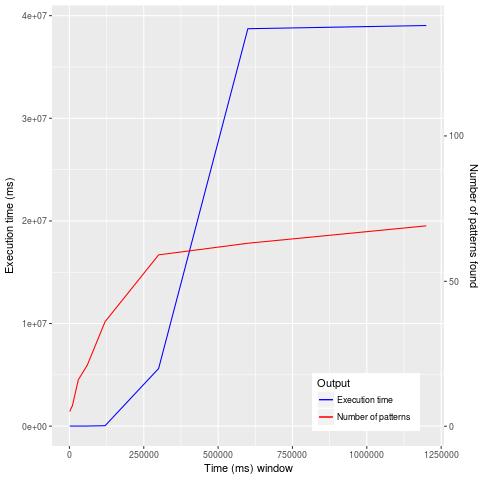 4e+07
3e+07
2e+07
1e+07
0e+00
Execution time (ms)
100
50
0
Number of patterns found
Output
Execution time
Number of patterns
0
250000
500000
750000
1000000
1250000
Time (ms) window